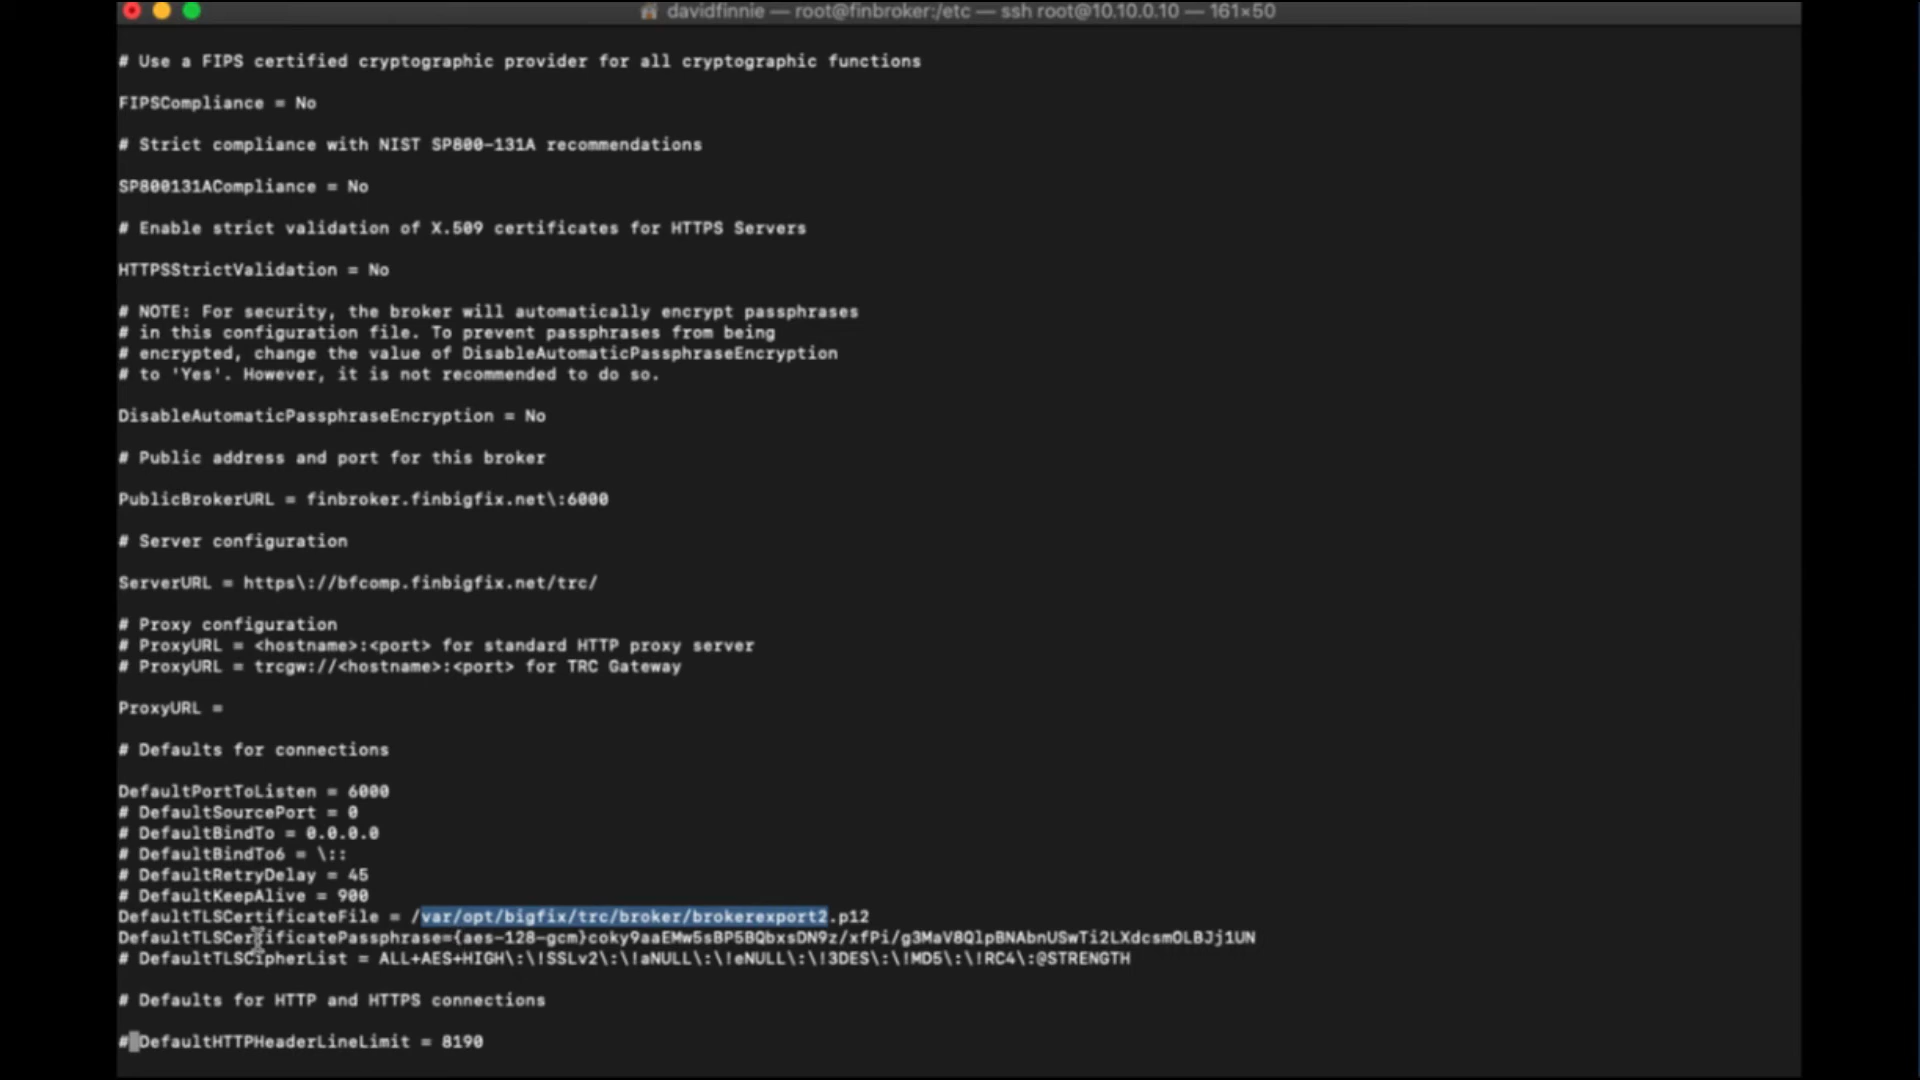 davidfinnie — root@finbroker:/etc — ssh root@10.10.0.10 — 161×50
# Use a FIPS certified cryptographic provider for all cryptographic functions
FIPSCompliance = No
# Strict compliance with NIST SP800-131A recommendations
SP800131ACompliance = No
# Enable strict validation of X.509 certificates for HTTPS Servers
HTTPSStrictValidation = No
# NOTE: For security, the broker will automatically encrypt passphrases
# in this configuration file. To prevent passphrases from being
# encrypted, change the value of DisableAutomaticPassphraseEncryption
# to 'Yes'. However, it is not recommended to do so.
DisableAutomaticPassphraseEncryption = No
# Public address and port for this broker
PublicBrokerURL = finbroker.finbigfix.net\:6000
# Server configuration
ServerURL = https\://bfcomp.finbigfix.net/trc/
# Proxy configuration
# ProxyURL = <hostname>:<port> for standard HTTP proxy server
# ProxyURL = trcgw://<hostname>:<port> for TRC Gateway
ProxyURL =
# Defaults for connections
DefaultPortToListen = 6000
# DefaultSourcePort = 0
# DefaultBindTo = 0.0.0.0
# DefaultBindTo6 = \::
# DefaultRetryDelay = 45
# DefaultKeepAlive = 900
DefaultTLSCertificateFile = /var/opt/bigfix/trc/broker/brokerexport2.p12
DefaultTLSCertificatePassphrase={aes-128-gcm}coky9aaEMw5sBP5BQbxsDN9z/xfPi/g3MaV8QlpBNAbnUSwTi2LXdcsmOLBJj1UN
# DefaultTLSCipherList = ALL+AES+HIGH\:\!SSLv2\:\!aNULL\:\!eNULL\:\!3DES\:\!MD5\:\!RC4\:@STRENGTH
# Defaults for HTTP and HTTPS connections
# DefaultHTTPHeaderLineLimit = 8190